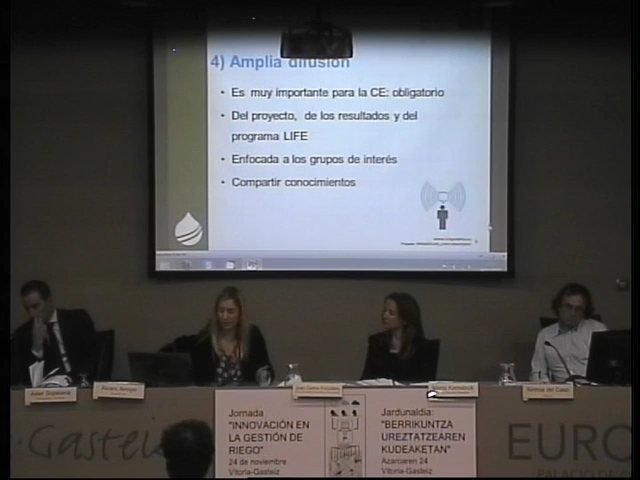 4) Amplia difusión
• Es muy importante para la CE: obligatorio
• Del proyecto, de los resultados y del
programa LIFE
• Enfocada a los grupos de interés
• Compartir conocimientos
Gasteiz
Jornada
"INNOVACIÓN EN
LA GESTIÓN DE
RIEGO"
24 de noviembre
Vitoria-Gasteiz
Jardunaldia:
"BERRIKUNTZA
UREZTATZEAREN
KUDEAKETAN"
Azaroaren 24
Vitoria-Gasteiz
EURO
PALACIO DE